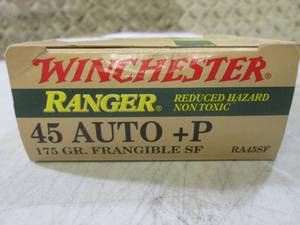 WINCHESTER®
RANGER® REDUCED HAZARD
NON TOXIC
45 AUTO +P
175 GR. FRANGIBLE SF RA45SF